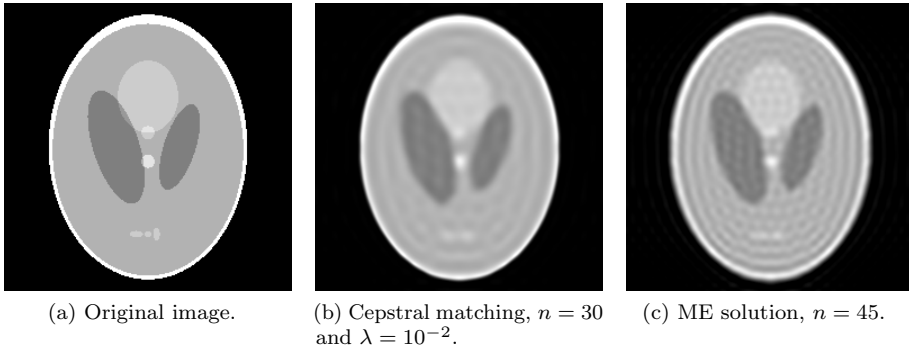 (a) Original image.
(b) Cepstral matching, n = 30
and λ = 10⁻².
(c) ME solution, n = 45.